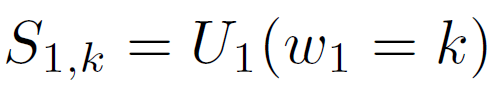 S_{1,k} = U_1(w_1 = k)